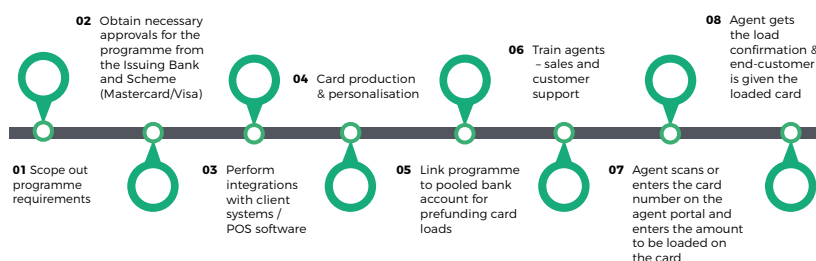 01 Scope out
programme
requirements
02 Obtain necessary
approvals for the
programme from
the Issuing Bank
and Scheme
(Mastercard/Visa)
03 Perform
integrations
with client
systems /
POS software
04 Card production
& personalisation
05 Link programme
to pooled bank
account for
prefunding card
loads
06 Train agents
– sales and
customer
support
07 Agent scans or
enters the card
number on the
agent portal and
enters the amount
to be loaded on
the card
08 Agent gets
the load
confirmation &
end-customer
is given the
loaded card